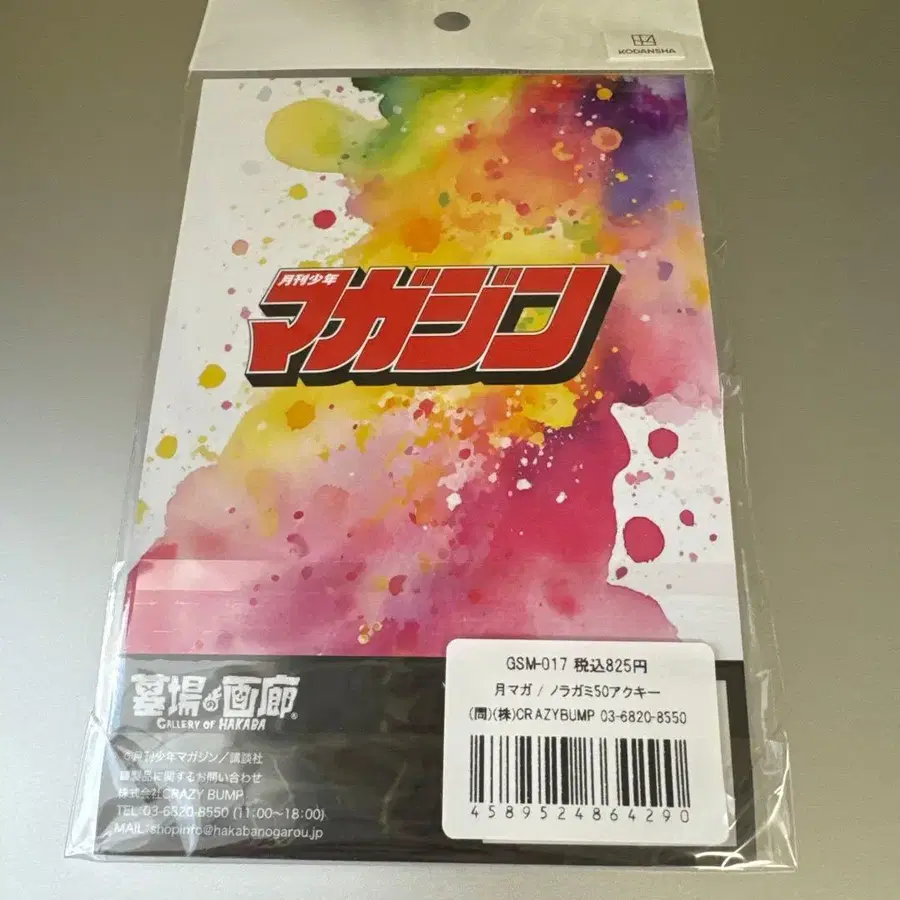 KODANSHA
月刊少年
マガジン
GSM-017 税込825円
月マガ / ノラガミ50アクキー
(問)(株)CRAZYBUMP 03-6820-8550
4589524864290
墓場の画廊®
GALLERY OF HAKABA
©月刊少年マガジン/講談社
■製品に関するお問い合わせ
株式会社CRAZY BUMP
TEL:03-6820-8550 (11:00〜18:00)
MAIL:shopinfo@hakabanogarou.jp